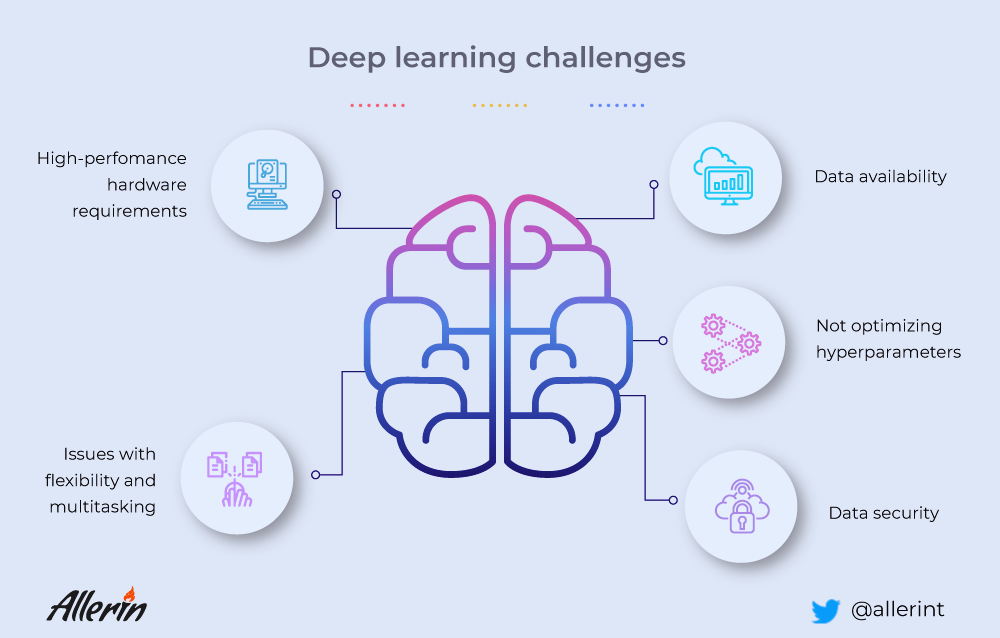 Deep learning challenges
High-perfomance
hardware
requirements
Data availability
Not optimizing
hyperparameters
Issues with
flexibility and
multitasking
Data security
Allerin
@allerint